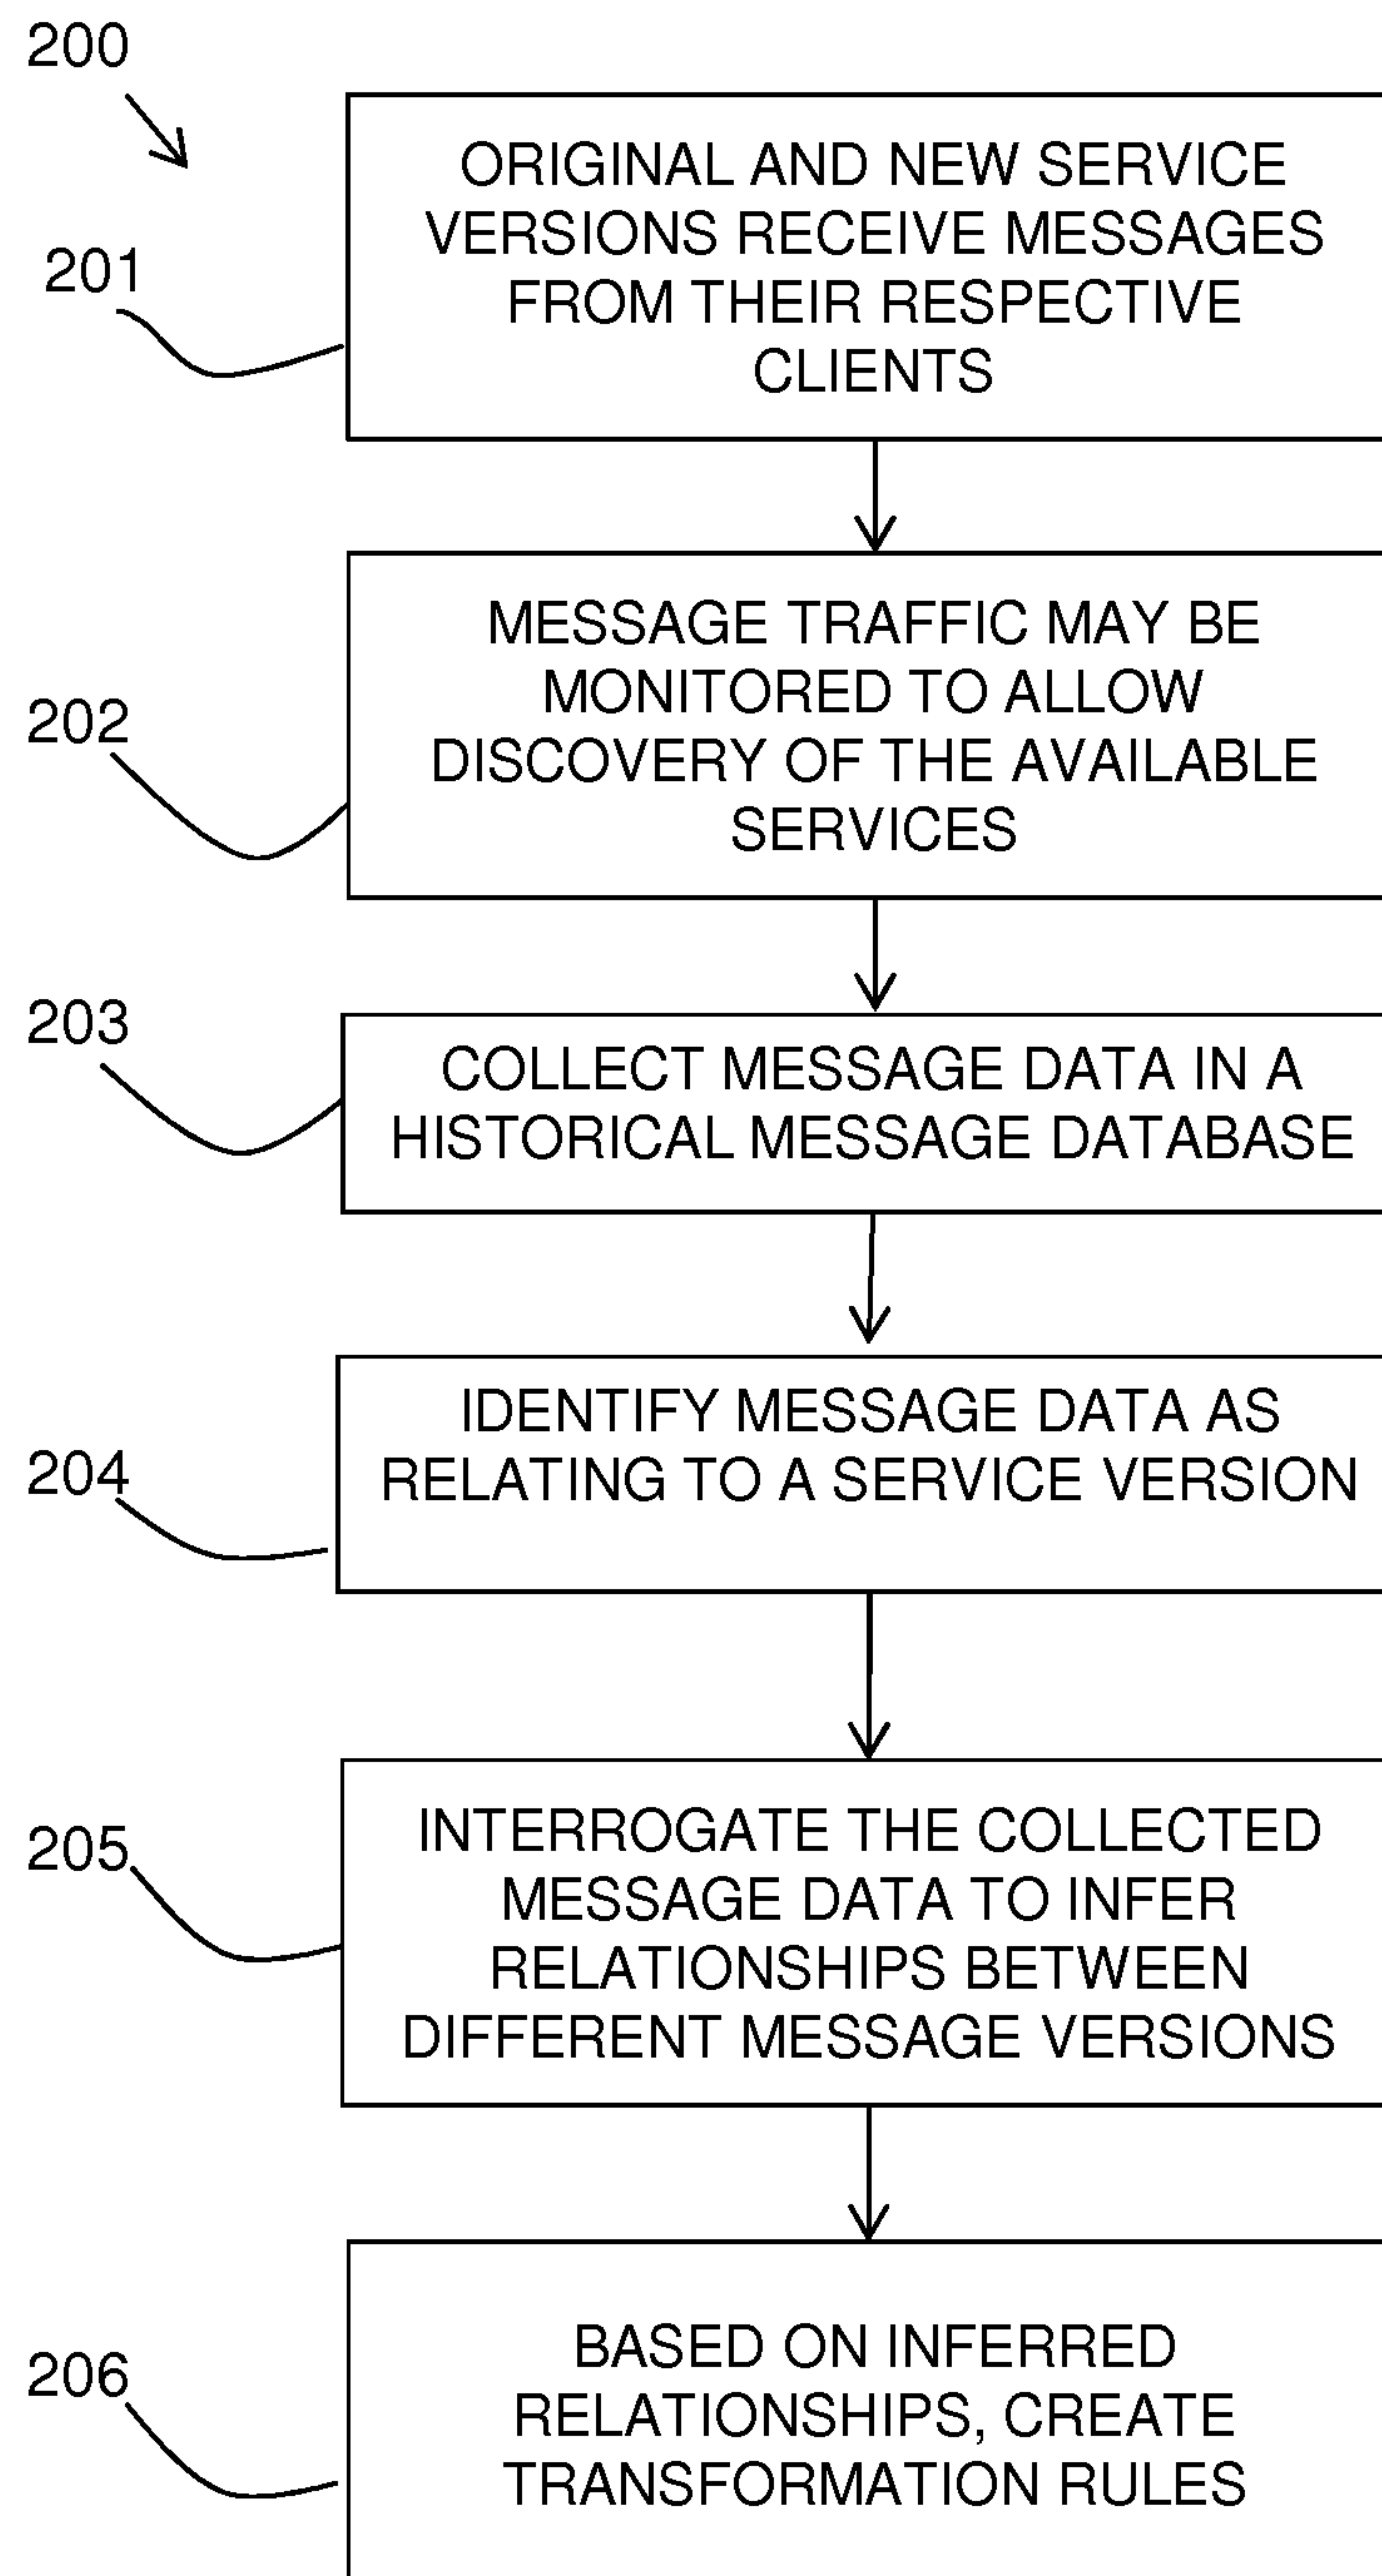 200
201
ORIGINAL AND NEW SERVICE
VERSIONS RECEIVE MESSAGES
FROM THEIR RESPECTIVE
CLIENTS
202
MESSAGE TRAFFIC MAY BE
MONITORED TO ALLOW
DISCOVERY OF THE AVAILABLE
SERVICES
203
COLLECT MESSAGE DATA IN A
HISTORICAL MESSAGE DATABASE
204
IDENTIFY MESSAGE DATA AS
RELATING TO A SERVICE VERSION
205
INTERROGATE THE COLLECTED
MESSAGE DATA TO INFER
RELATIONSHIPS BETWEEN
DIFFERENT MESSAGE VERSIONS
206
BASED ON INFERRED
RELATIONSHIPS, CREATE
TRANSFORMATION RULES